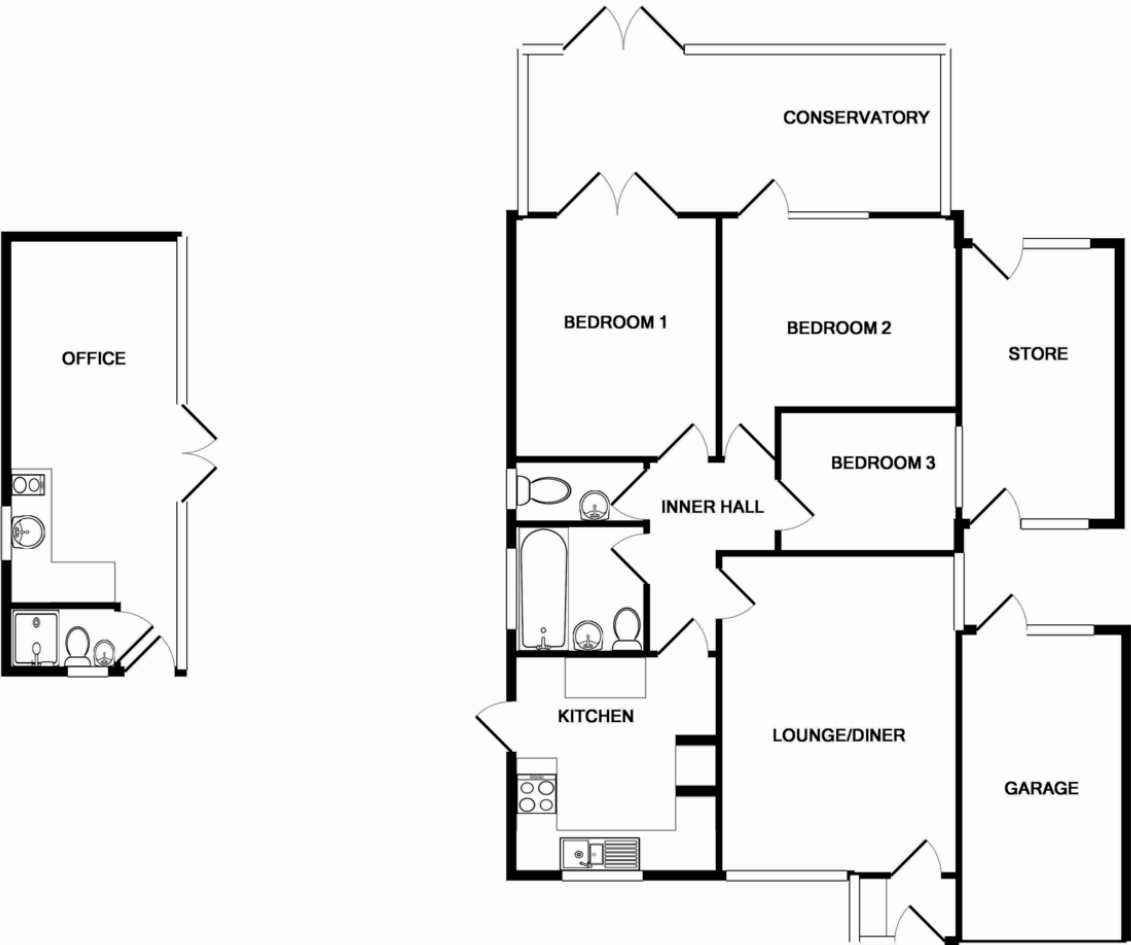 CONSERVATORY
BEDROOM 1
BEDROOM 2
OFFICE
STORE
BEDROOM 3
INNER HALL
KITCHEN
LOUNGE/DINER
GARAGE